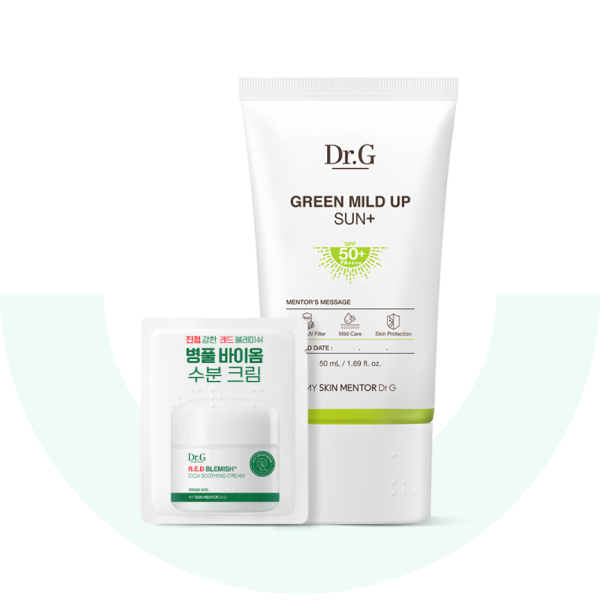 Dr.G
GREEN MILD UP
SUN+
SPF
50+
PA++++
MENTOR'S MESSAGE
UV Filter
Mild Care
Skin Protection
D DATE : . .
50 mL / 1.69 fl. oz.
MY SKIN MENTOR Dr.G
진정 강한 레드 블레미쉬
병풀 바이옴
수분 크림
Dr.G
R.E.D BLEMISH
CICA SOOTHING CREAM
MY SKIN MENTOR Dr.G